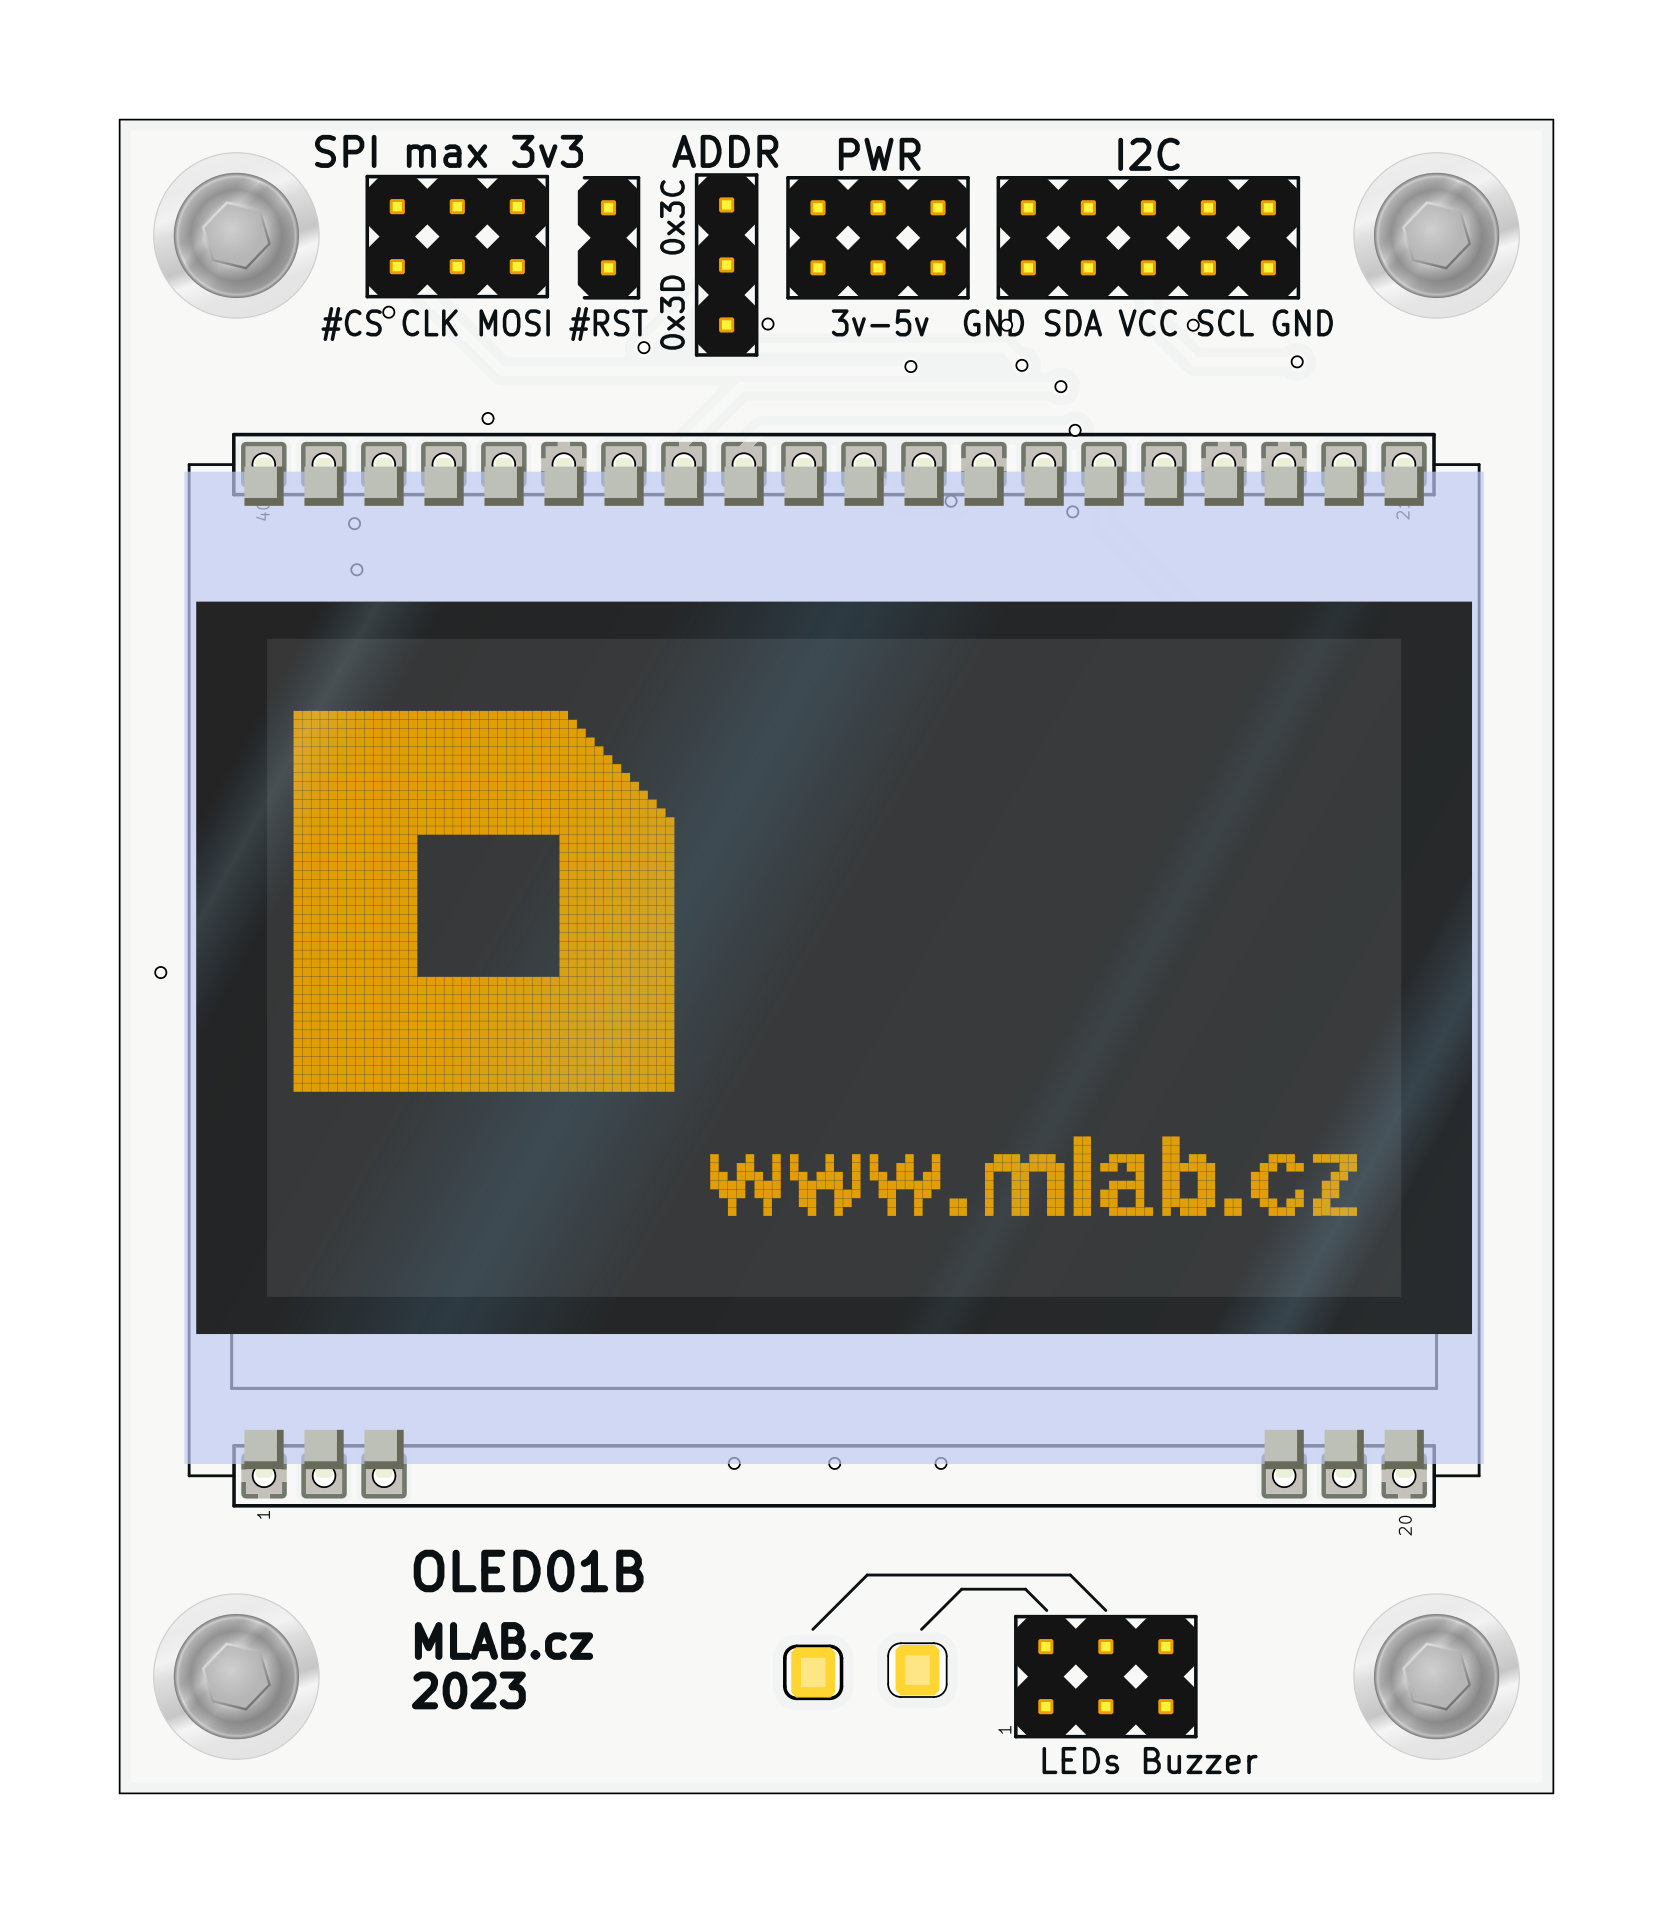 SPI max 3v3 ADDR PWR I2C
0x3D 0x3C
#CS CLK MOSI #RST 3v-5v GND SDA VCC SCL GND
40
www.mlab.cz
1
20
OLED01B
MLAB.cz
2023
1
LEDs Buzzer